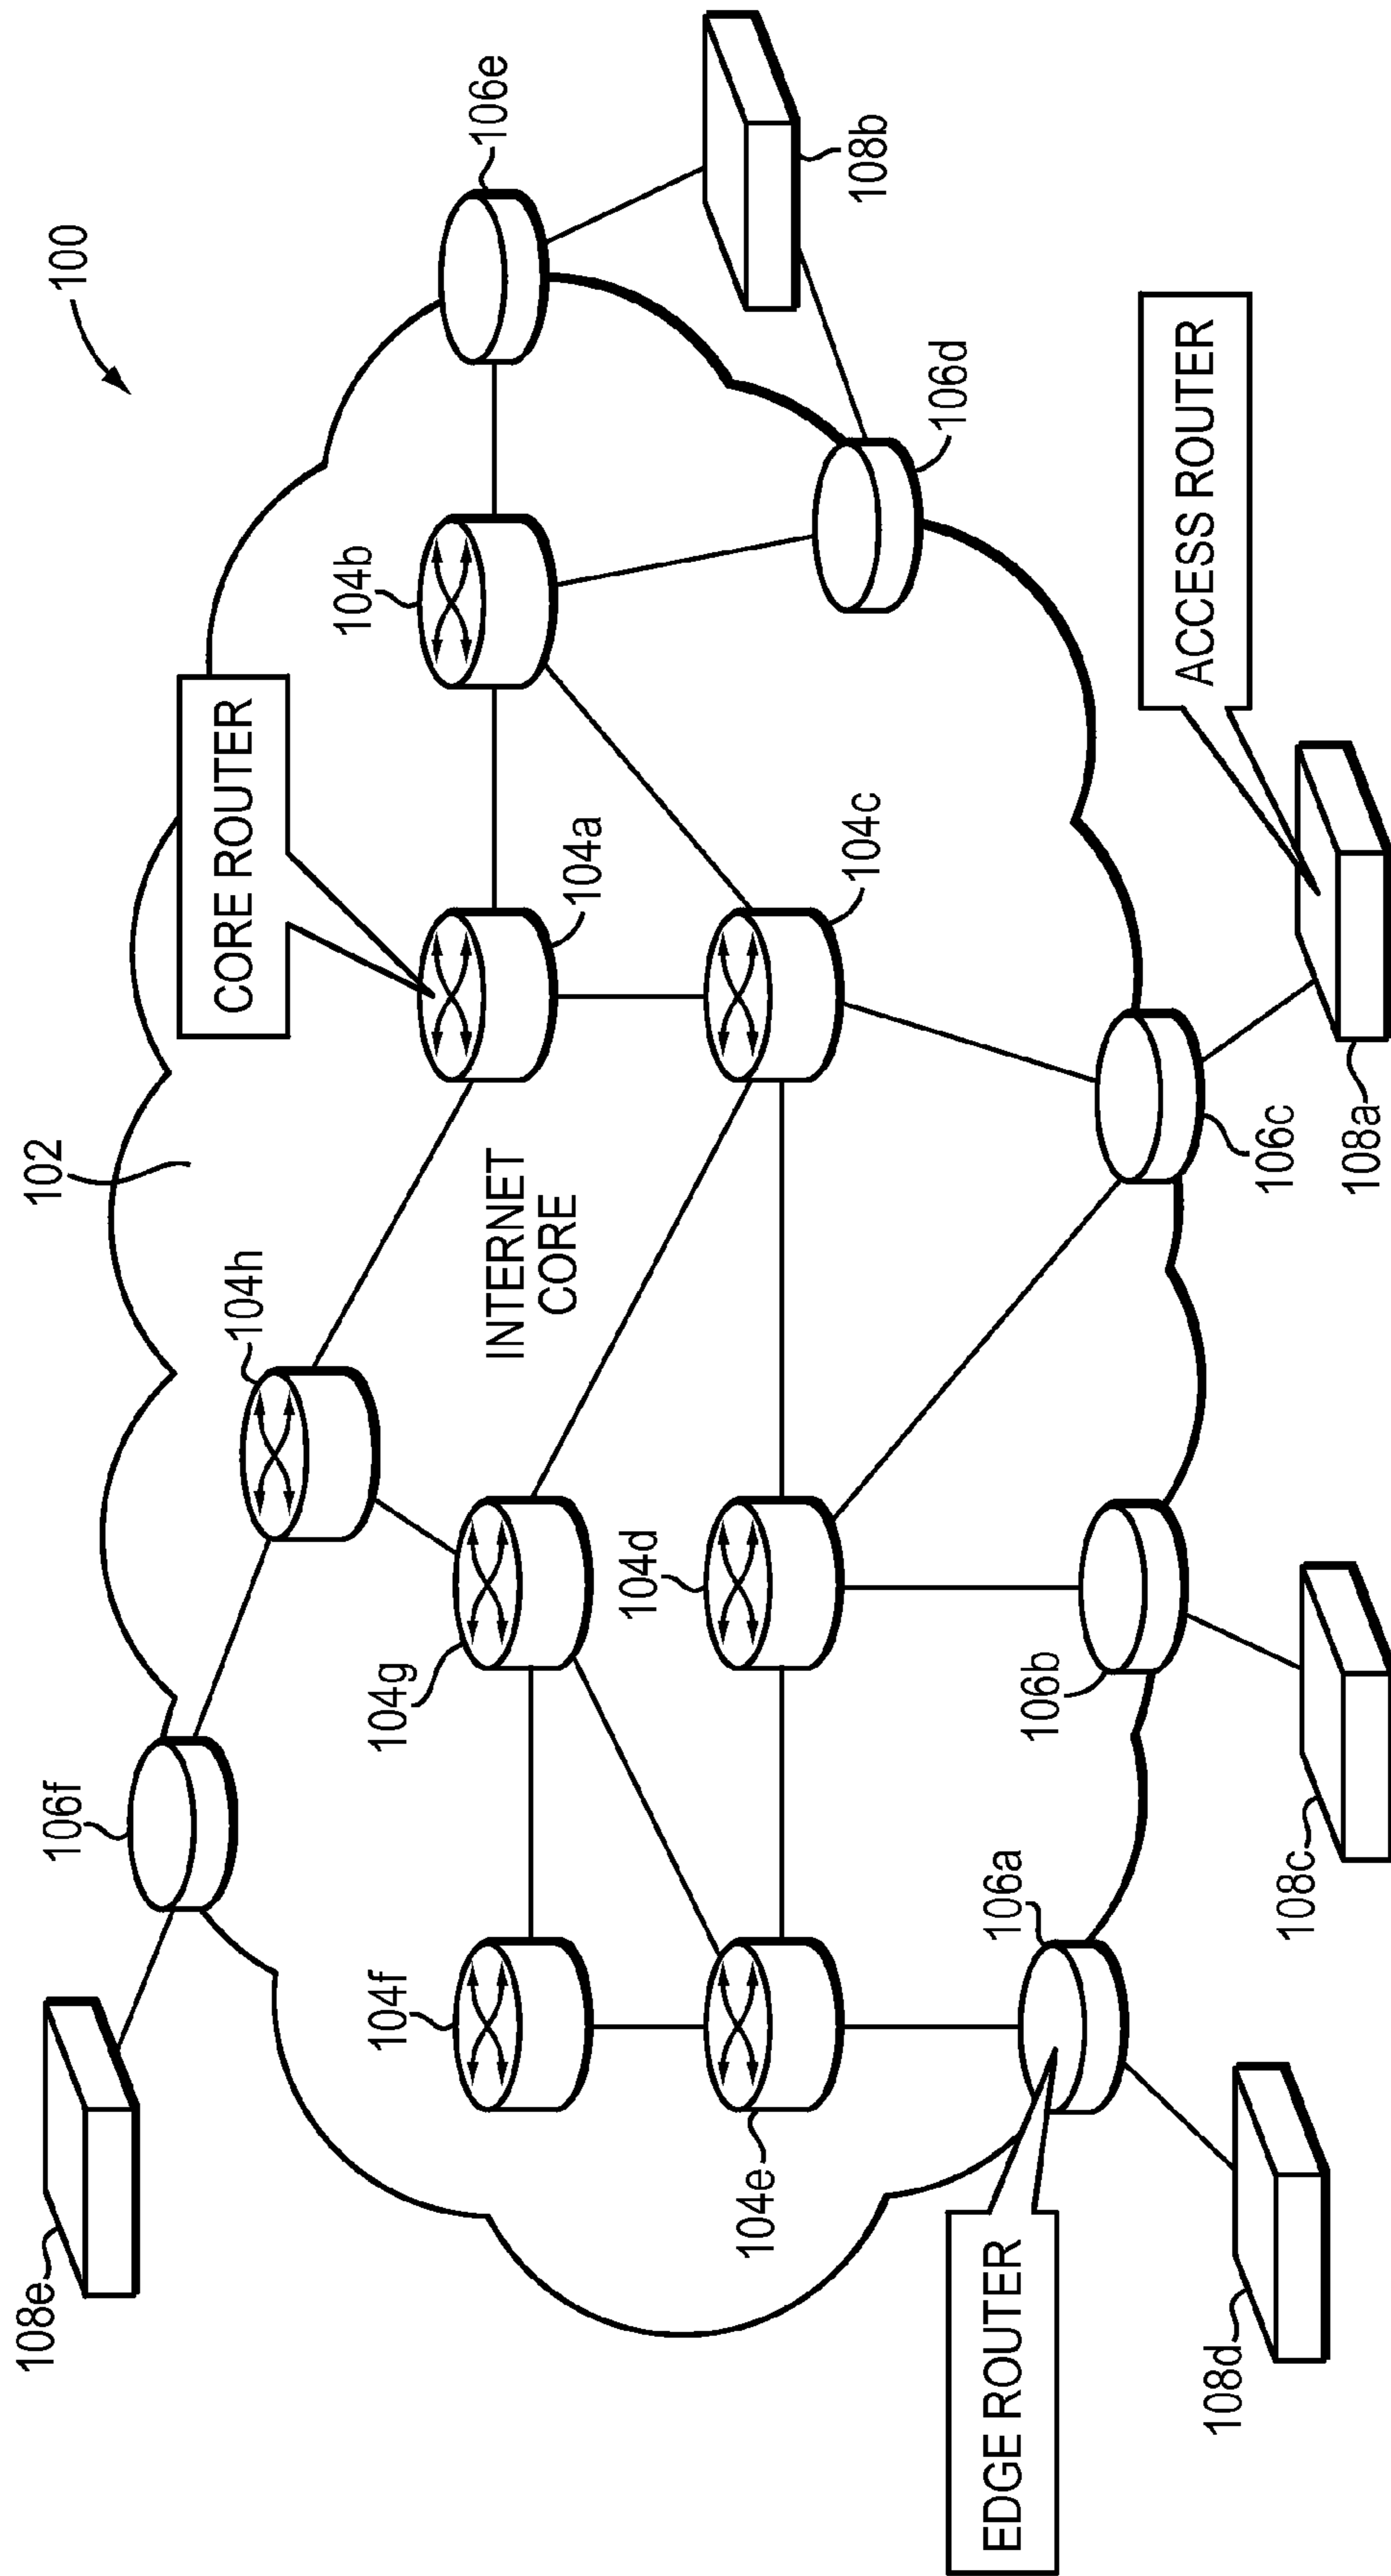 100
108e
106f
102
104h
CORE ROUTER
104b
106e
104f
104g
INTERNET
CORE
104a
108b
104e
104d
104c
106d
EDGE ROUTER
106a
106b
106c
ACCESS ROUTER
108d
108c
108a